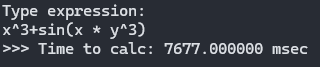 Type expression:
x^3+sin(x * y^3)
>>> Time to calc: 7677.000000 msec